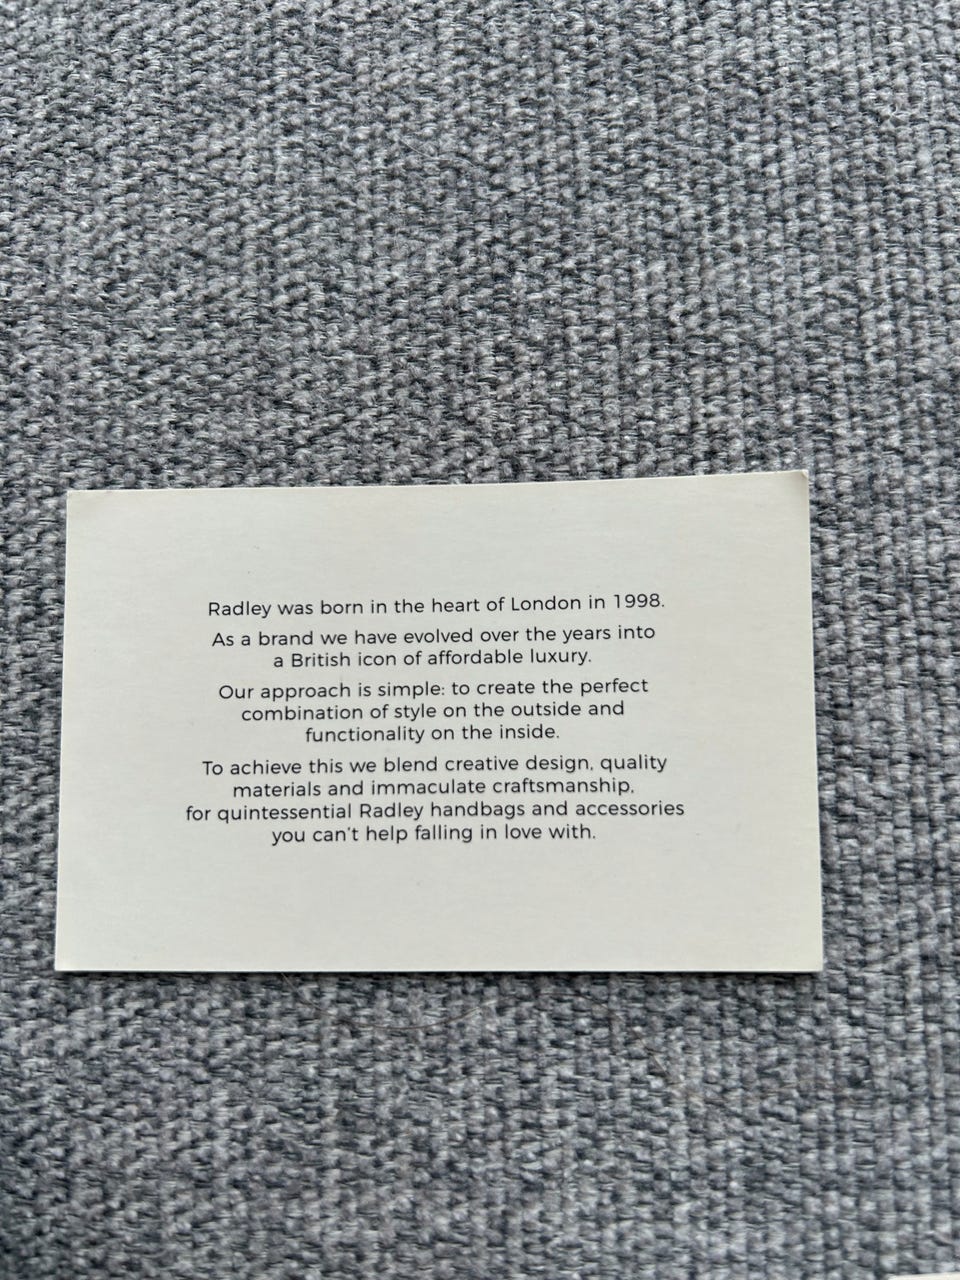 Radley was born in the heart of London in 1998.
As a brand we have evolved over the years into
a British icon of affordable luxury.
Our approach is simple: to create the perfect
combination of style on the outside and
functionality on the inside.
To achieve this we blend creative design, quality
materials and immaculate craftsmanship,
for quintessential Radley handbags and accessories
you can't help falling in love with.